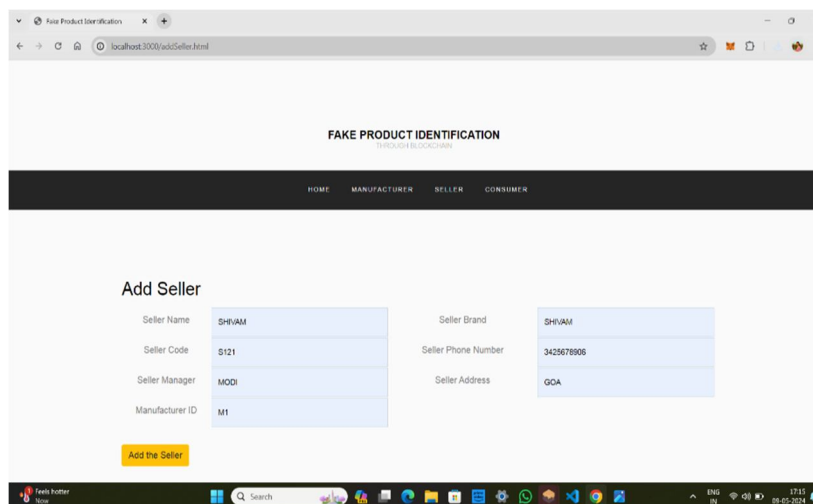 Fake Product Identification
localhost:3000/addSeller.html
FAKE PRODUCT IDENTIFICATION
THROUGH BLOCKCHAIN
HOME MANUFACTURER SELLER CONSUMER
Add Seller
Seller Name SHIVAM Seller Brand SHIVAM
Seller Code S121 Seller Phone Number 3425678906
Seller Manager MODI Seller Address GOA
Manufacturer ID M1
Add the Seller
Feels hotter Search ENG 17:15
Now IN 09-05-2024